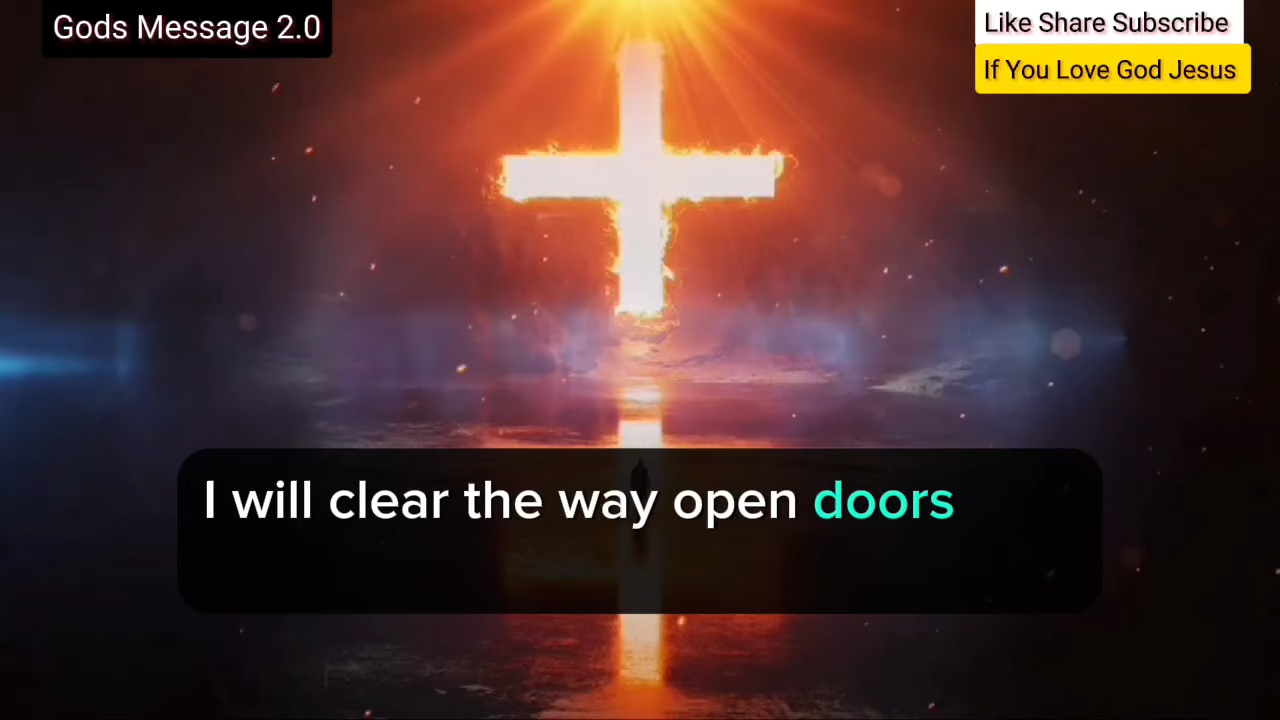 Gods Message 2.0
Like Share Subscribe
If You Love God Jesus
I will clear the way open doors